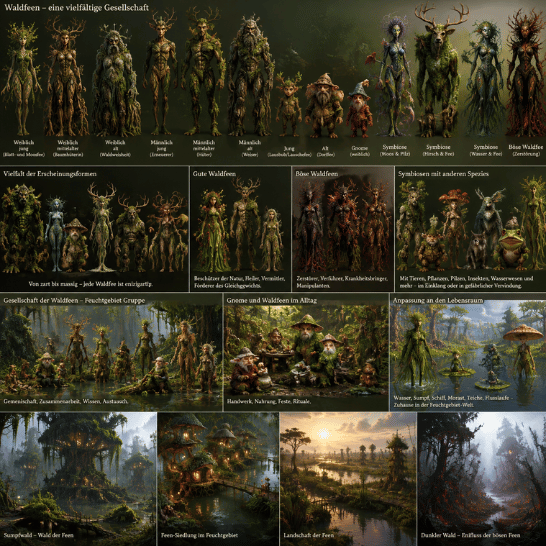 Waldfeen – eine vielfältige Gesellschaft
Weiblich
jung
(Blatt- und Moosfee)
Weiblich
mittelalter
Weiblich
alt
(Waldweisheit)
Männlich
jung
Männlich
mittelalter
(Hüter)
Männlich
alt
(Weiser)
Jung
Alt
Gnome
(weiblich)
Symbiose
(Moos & Pilz)
Symbiose
(Hirsch & Fee)
Symbiose
(Wasser & Fee)
Böse Waldfee
(Zerstörung)
Vielfalt der Erscheinungsformen
Von zart bis massig – jede Waldfee ist einzigartig.
Gute Waldfeen
Beschützer der Natur, Heiler, Vermittler,
Förderer des Gleichgewichts.
Böse Waldfeen
Zerstörer, Verführer, Krankheitsbringer,
Manipulanten.
Symbiosen mit anderen Spezies
Mit Tieren, Pflanzen, Pilzen, Insekten, Wasserwesen und
mehr – im Einklang oder in gefährlicher Verbindung.
Gesellschaft der Waldfeen – Feuchtgebiet Gruppe
Gemeinschaft, Zusammenarbeit, Wissen, Austausch.
Gnome und Waldfeen im Alltag
Handwerk, Nahrung, Feste, Rituale.
Anpassung an den Lebensraum
Wasser, Sumpf, Schilf, Morast, Teiche, Flussläufe
Zuhause in der Feuchtgebiet-Welt.
Sumpfwald – Wald der Feen
Feen-Siedlung im Feuchtgebiet
Landschaft der Feen
Dunkler Wald – Einfluss der bösen Feen